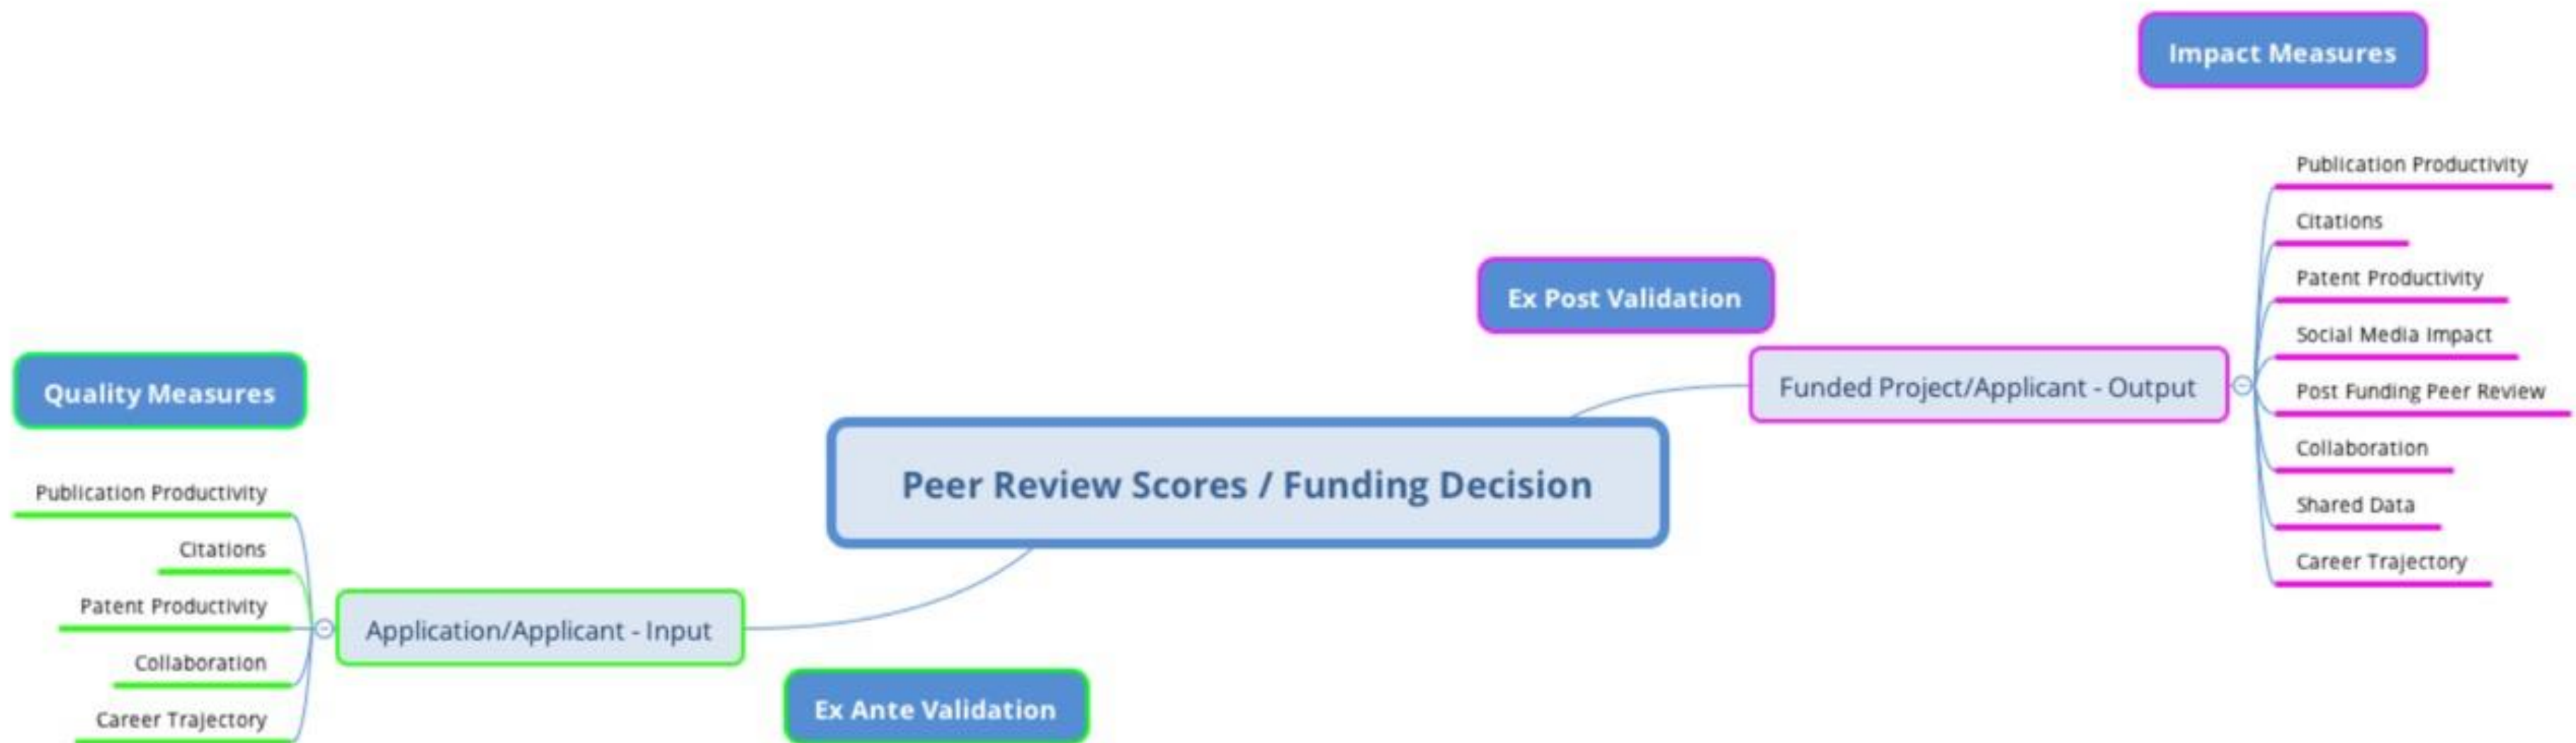 Impact Measures
Publication Productivity
Citations
Patent Productivity
Social Media Impact
Post Funding Peer Review
Collaboration
Shared Data
Career Trajectory
Ex Post Validation
Funded Project/Applicant - Output
Peer Review Scores / Funding Decision
Quality Measures
Publication Productivity
Citations
Patent Productivity
Collaboration
Career Trajectory
Application/Applicant - Input
Ex Ante Validation